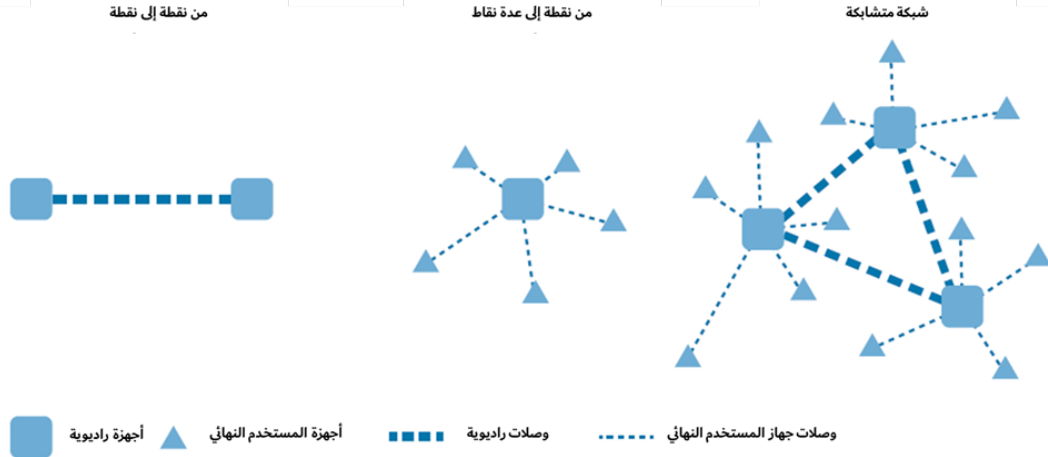 من نقطة إلى نقطة
من نقطة إلى عدة نقاط
شبكة متشابكة
أجهزة راديوية
أجهزة المستخدم النهائي
وصلات راديوية
وصلات جهاز المستخدم النهائي